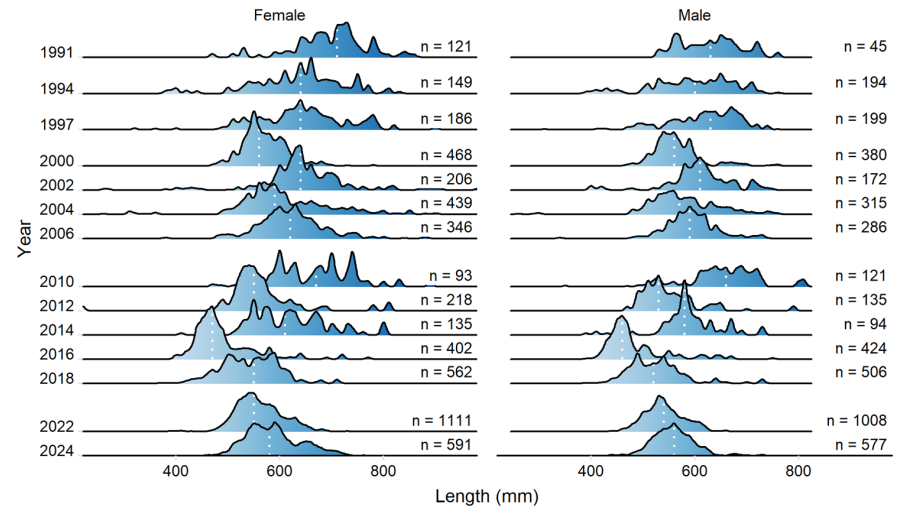 Female Male
1991 n = 121 n = 45
1994 n = 149 n = 194
1997 n = 186 n = 199
2000 n = 468 n = 380
2002 n = 206 n = 172
2004 n = 439 n = 315
2006 n = 346 n = 286
Year
2010 n = 93 n = 121
2012 n = 218 n = 135
2014 n = 135 n = 94
2016 n = 402 n = 424
2018 n = 562 n = 506
2022 n = 1111 n = 1008
2024 n = 591 n = 577
400 600 800 400 600 800
Length (mm)